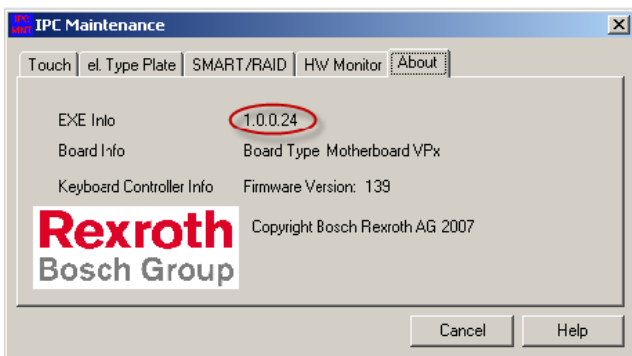 IPC MNT IPC Maintenance
Touch el. Type Plate SMART/RAID HW Monitor About
EXE Info 1.0.0.24
Board Info Board Type Motherboard VPx
Keyboard Controller Info Firmware Version: 139
Rexroth
Bosch Group
Copyright Bosch Rexroth AG 2007
Cancel Help